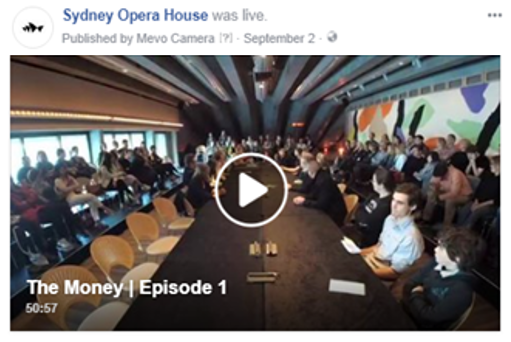 Sydney Opera House was live.
Published by Mevo Camera [?] · September 2 ·
The Money | Episode 1
50:57